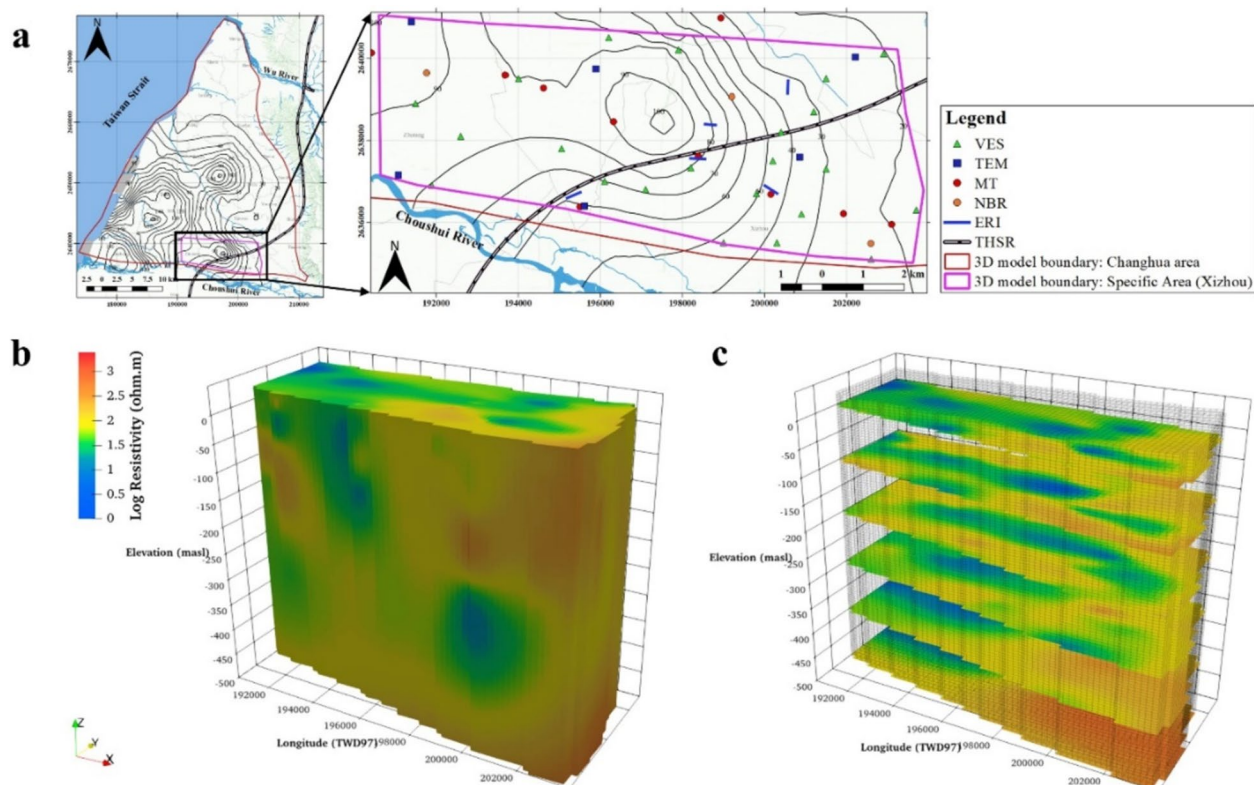 a
N
Taiwan Strait
Wu River
Choushui River
2.5 0 2.5 5 7.5 10 km
180000 190000 200000 210000
N
Choushui River
2640000
2638000
2636000
100
1 0 1 2 km
192000 194000 196000 198000 200000 202000
Legend
VES
TEM
MT
NBR
ERI
THSR
3D model boundary: Changhua area
3D model boundary: Specific Area (Xizhou)
b
3
2.5
2
1.5
1
0.5
0
Log Resistivity (ohm.m)
0
-50
-100
-150
-200
-250
-300
-350
-400
-450
-500
Elevation (masl)
192000
194000
196000
198000
200000
202000
Longitude (TWD97)
Z
Y
X
c
0
-50
-100
-150
-200
-250
-300
-350
-400
-450
-500
Elevation (masl)
192000
194000
196000
198000
200000
202000
Longitude (TWD97)